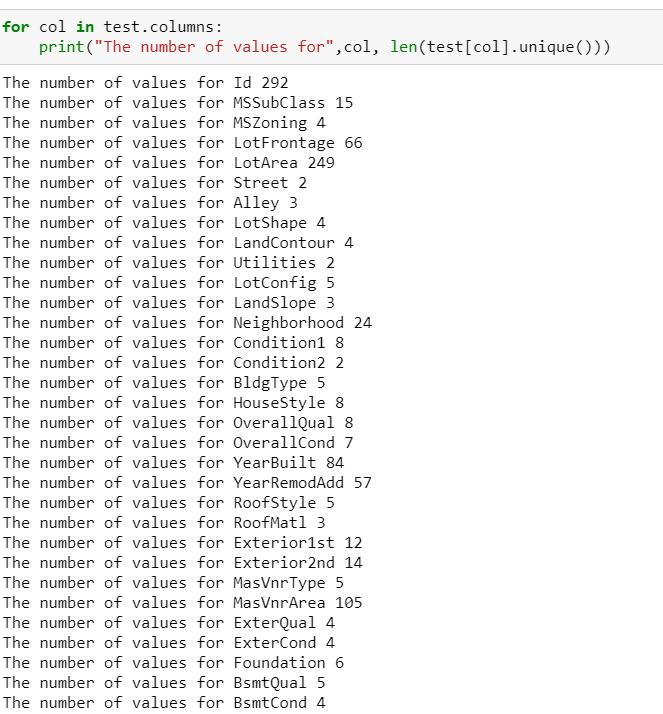 for col in test.columns:
    print("The number of values for",col, len(test[col].unique()))
The number of values for Id 292
The number of values for MSSubClass 15
The number of values for MSZoning 4
The number of values for LotFrontage 66
The number of values for LotArea 249
The number of values for Street 2
The number of values for Alley 3
The number of values for LotShape 4
The number of values for LandContour 4
The number of values for Utilities 2
The number of values for LotConfig 5
The number of values for LandSlope 3
The number of values for Neighborhood 24
The number of values for Condition1 8
The number of values for Condition2 2
The number of values for BldgType 5
The number of values for HouseStyle 8
The number of values for OverallQual 8
The number of values for OverallCond 7
The number of values for YearBuilt 84
The number of values for YearRemodAdd 57
The number of values for RoofStyle 5
The number of values for RoofMatl 3
The number of values for Exterior1st 12
The number of values for Exterior2nd 14
The number of values for MasVnrType 5
The number of values for MasVnrArea 105
The number of values for ExterQual 4
The number of values for ExterCond 4
The number of values for Foundation 6
The number of values for BsmtQual 5
The number of values for BsmtCond 4